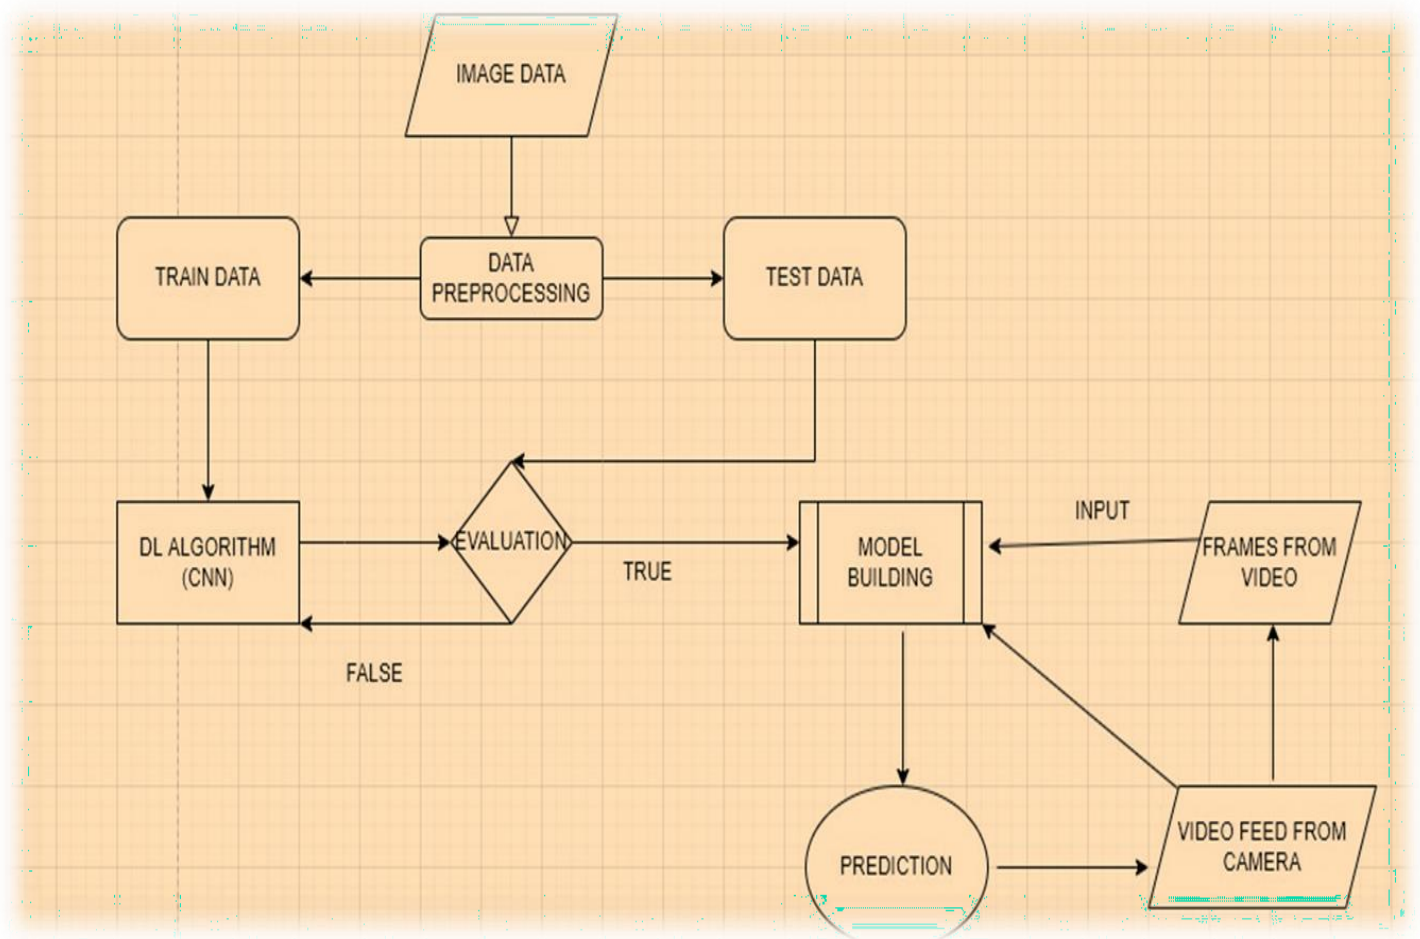 IMAGE DATA
TRAIN DATA
DATA
PREPROCESSING
TEST DATA
DL ALGORITHM
(CNN)
EVALUATION
TRUE
FALSE
MODEL
BUILDING
INPUT
FRAMES FROM
VIDEO
PREDICTION
VIDEO FEED FROM
CAMERA